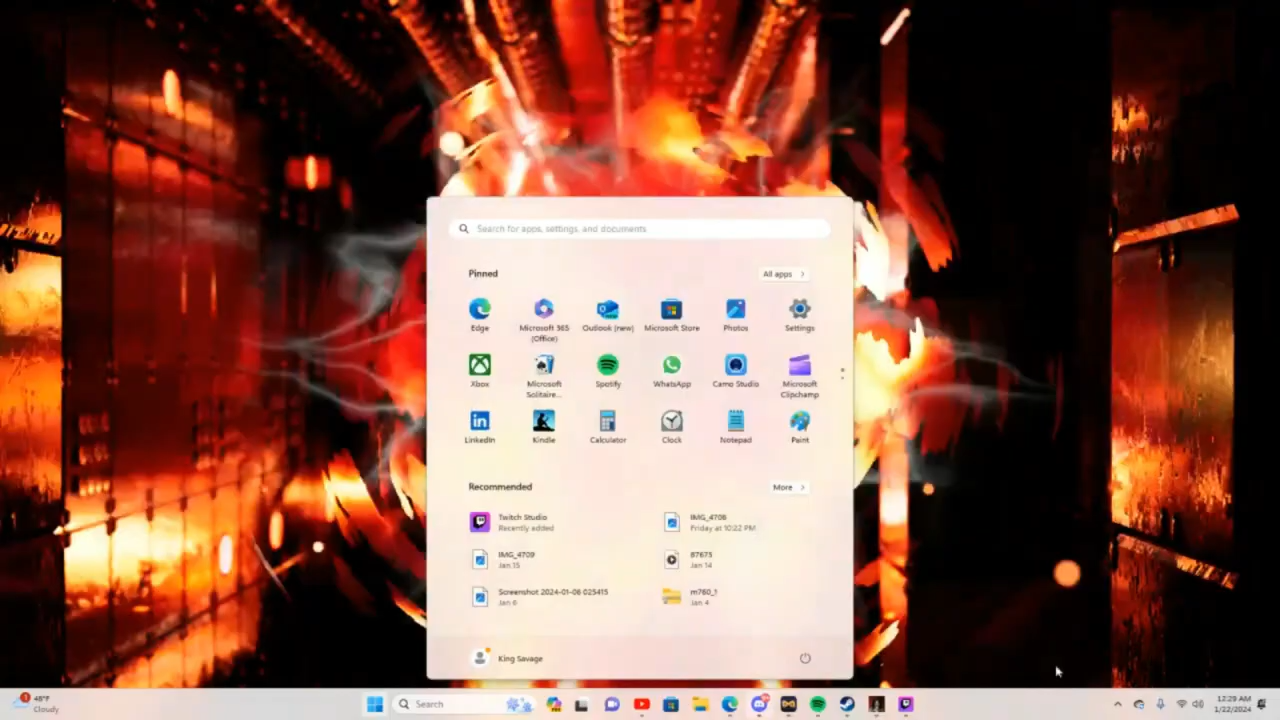 Search for apps, settings, and documents
Pinned
All apps
Edge
Microsoft 365
(Office)
Outlook (new)
Microsoft Store
Photos
Settings
Xbox
Microsoft
Solitaire...
Spotify
WhatsApp
Camo Studio
Microsoft
Clipchamp
LinkedIn
Kindle
Calculator
Clock
Notepad
Paint
Recommended
More
Twitch Studio
Recently added
IMG_4706
Friday at 10:22 PM
IMG_4709
Jan 15
87673
Jan 14
Screenshot 2024-01-06 025415
Jan 6
m760_1
Jan 4
King Savage
1
48°F
Cloudy
Search
12:29 AM
1/22/2024